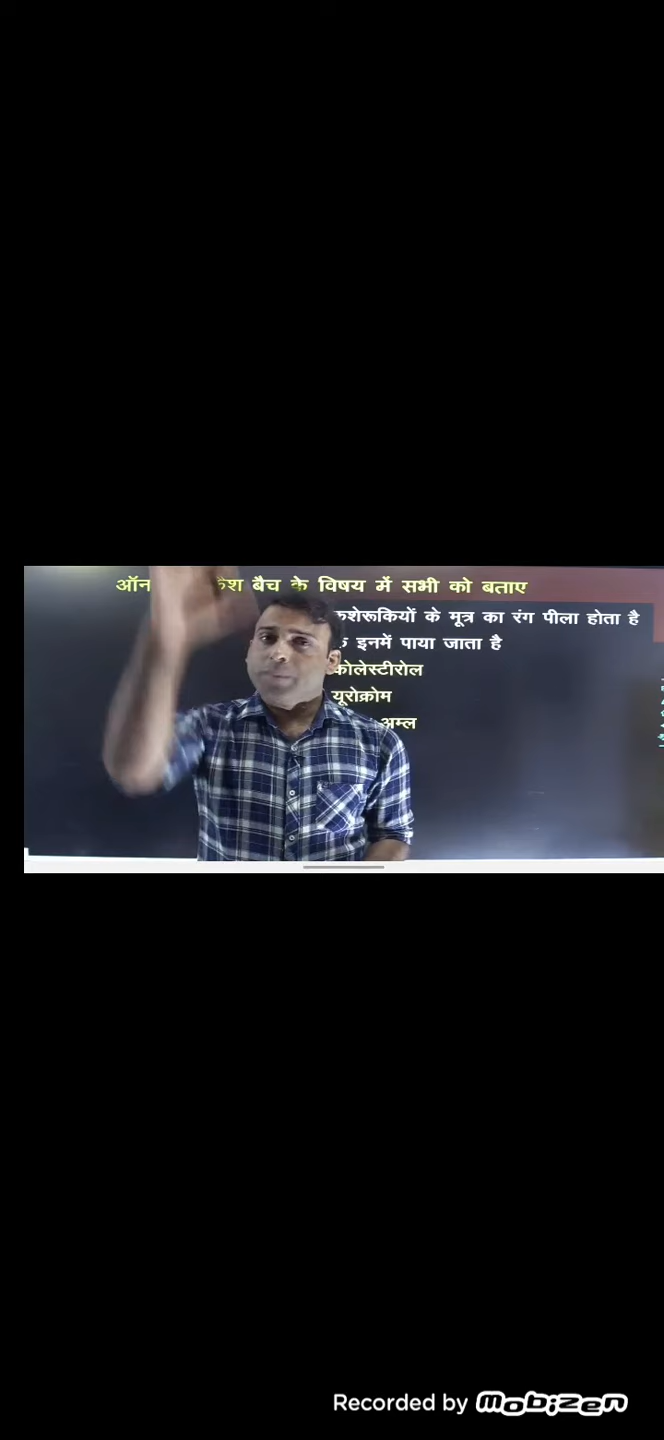 ऑन बैच के विषय में सभी को बताए
कशेरूकियों के मूत्र का रंग पीला होता है
इनमें पाया जाता है
कोलेस्टीरोल
यूरोक्रोम
अम्ल
Recorded by mobizen